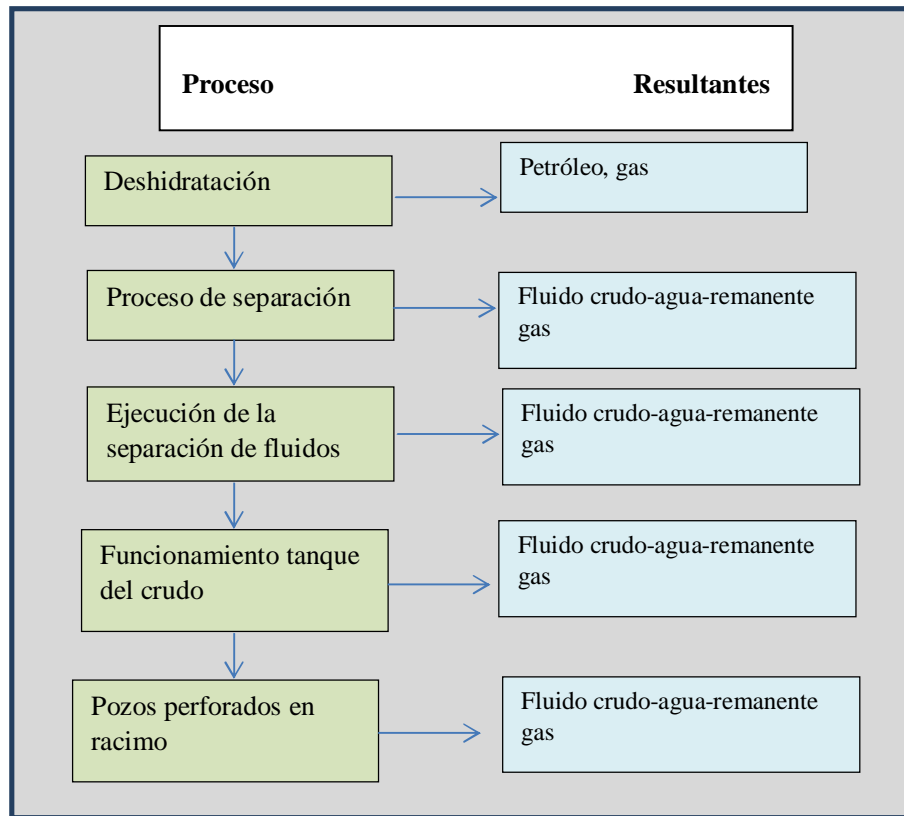 Proceso Resultantes
Deshidratación
Petróleo, gas
Proceso de separación
Fluido crudo-agua-remanente
gas
Ejecución de la
separación de fluidos
Fluido crudo-agua-remanente
gas
Funcionamiento tanque
del crudo
Fluido crudo-agua-remanente
gas
Pozos perforados en
racimo
Fluido crudo-agua-remanente
gas